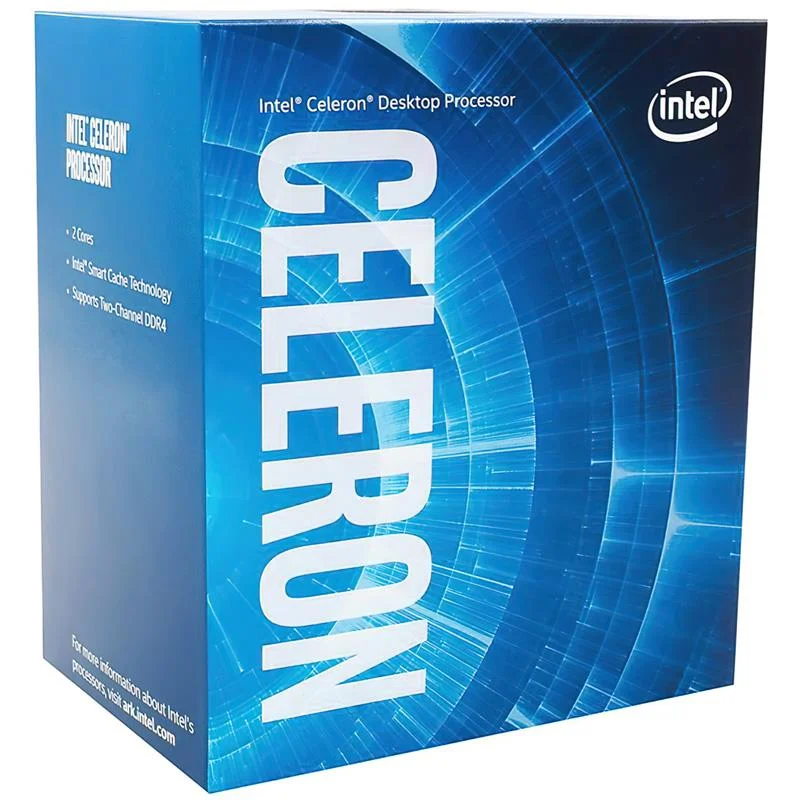 INTEL® CELERON®
PROCESSOR
• 2 Cores
• Intel® Smart Cache Technology
• Supports Two-Channel DDR4
For more information about Intel's
processors, visit ark.intel.com
Intel® Celeron® Desktop Processor
CELERON
intel®